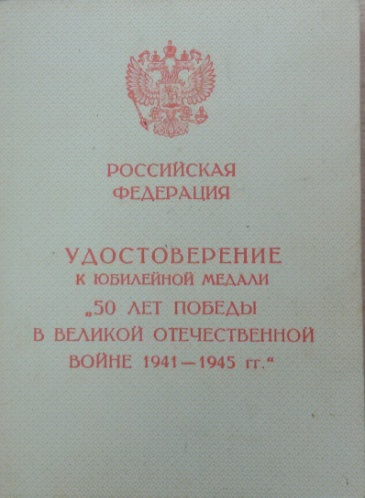 РОССИЙСКАЯ
ФЕДЕРАЦИЯ
УДОСТОВЕРЕНИЕ
К ЮБИЛЕЙНОЙ МЕДАЛИ
„50 ЛЕТ ПОБЕДЫ
В ВЕЛИКОЙ ОТЕЧЕСТВЕННОЙ
ВОЙНЕ 1941—1945 гг.“